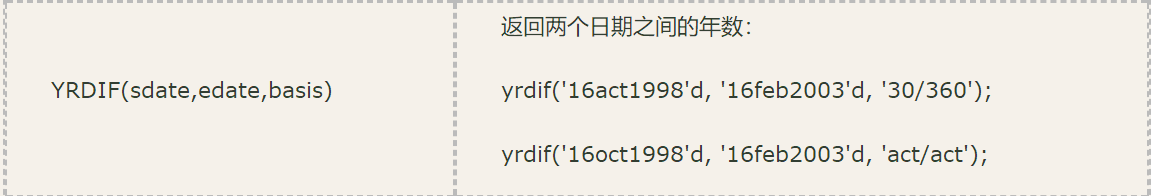 返回两个日期之间的年数：
YRDIF(sdate,edate,basis)
yrdif('16act1998'd, '16feb2003'd, '30/360');
yrdif('16oct1998'd, '16feb2003'd, 'act/act');